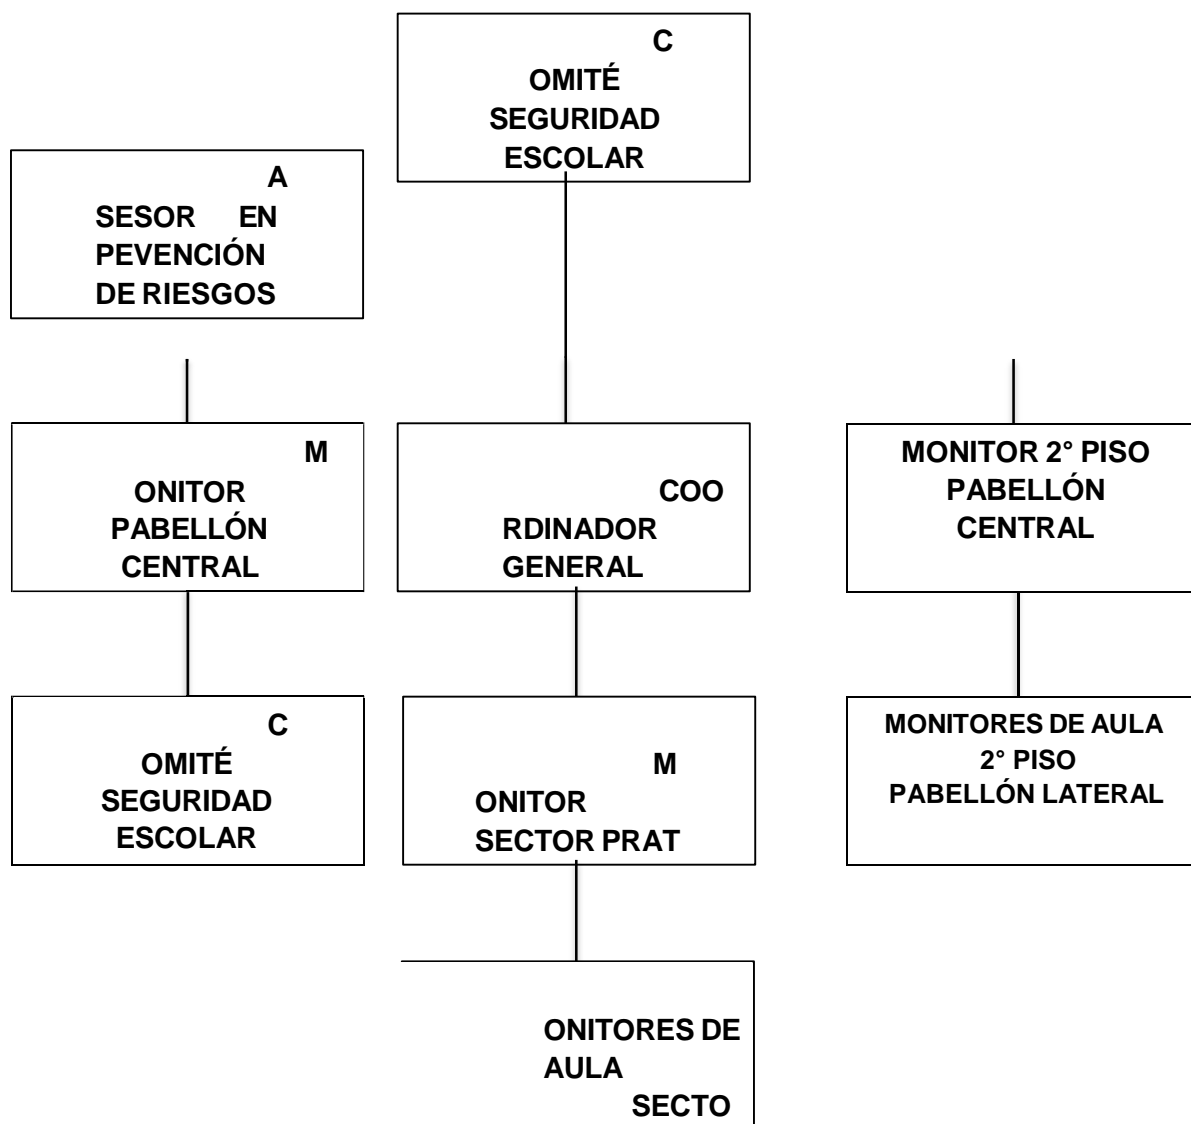 C
OMITÉ
SEGURIDAD
ESCOLAR
A
SESOR EN
PEVENCIÓN
DE RIESGOS
M
ONITOR
PABELLÓN
CENTRAL
COO
RDINADOR
GENERAL
MONITOR 2° PISO
PABELLÓN
CENTRAL
C
OMITÉ
SEGURIDAD
ESCOLAR
M
ONITOR
SECTOR PRAT
MONITORES DE AULA
2° PISO
PABELLÓN LATERAL
ONITORES DE
AULA
SECTO